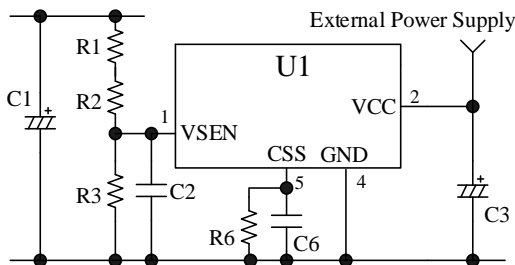 External Power Supply
R1
U1
C1
+
R2
2
VCC
1
VSEN
CSS
GND
+
R3
C2
5
4
C3
R6
C6